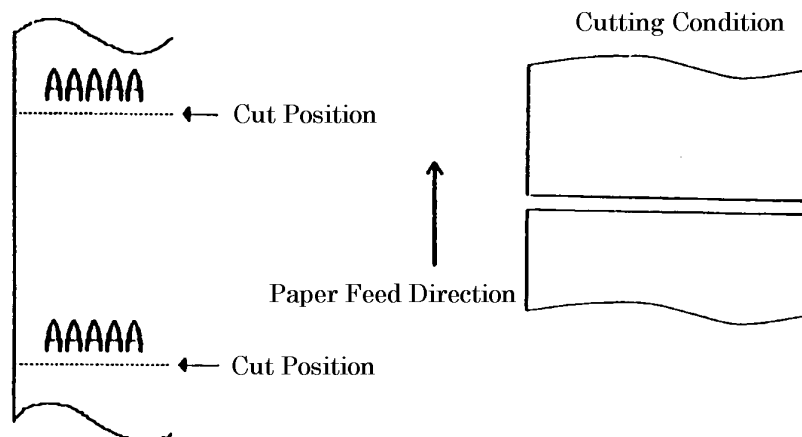 Cutting Condition
AAAAA
Cut Position
Paper Feed Direction
AAAAA
Cut Position